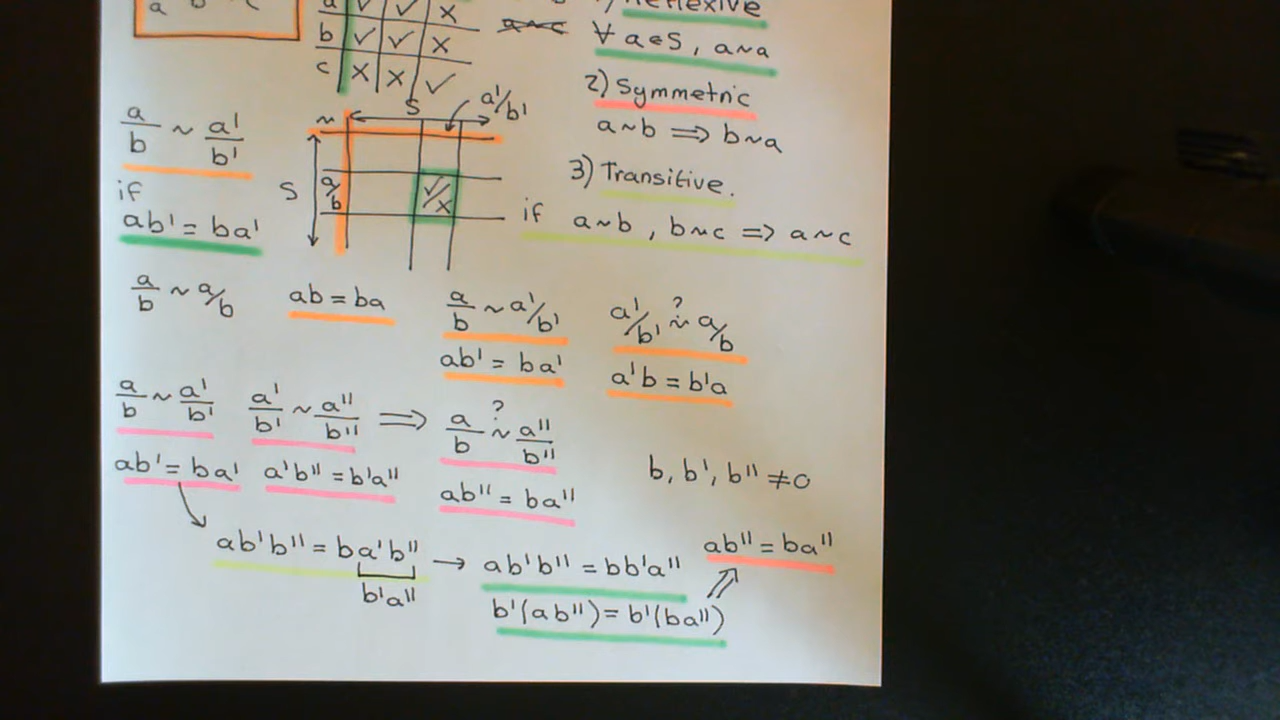 a b c
a ✓ ✓ ×
b ✓ ✓ ×
c × × ✓
a≁c
Reflexive
∀ a∈S, a~a
2) Symmetric
a~b ⟹ b~a
3) Transitive.
if a~b, b~c ⟹ a~c
a/b ~ a'/b'
if
ab' = ba'
~ S a'/b'
S a/b ✓/×
a/b ~ a/b
ab = ba
a/b ~ a'/b'
ab' = ba'
a'/b' ~? a/b
a'b = b'a
a/b ~ a'/b' a'/b' ~ a''/b'' ⟹ a/b ~? a''/b''
ab' = ba' a'b'' = b'a'' ab'' = ba''
b, b', b'' ≠ 0
ab'b'' = ba'b'' → ab'b'' = bb'a''
b'a''
b'(ab'') = b'(ba'') ⟹ ab'' = ba''